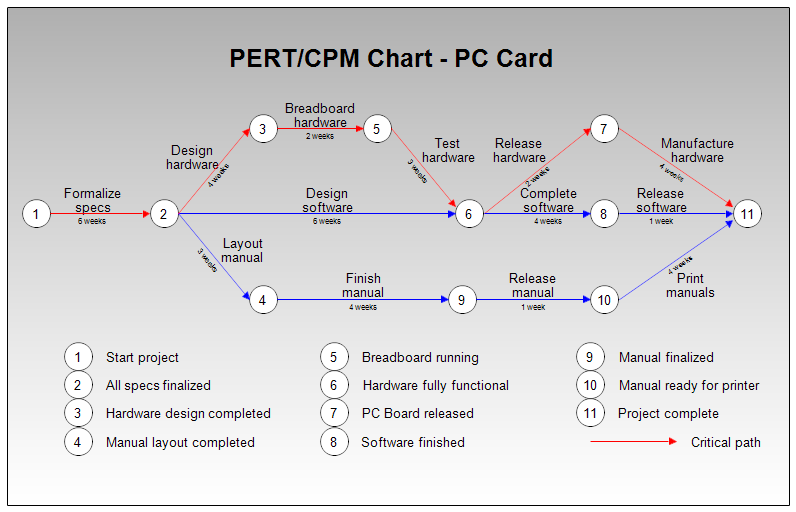 PERT/CPM Chart - PC Card
Breadboard
hardware
2 weeks
3
5
7
Design
hardware
4 weeks
Test
hardware
3 weeks
Release
hardware
2 weeks
Manufacture
hardware
4 weeks
Formalize
specs
6 weeks
Design
software
6 weeks
Complete
software
4 weeks
Release
software
1 week
1
2
6
8
11
Layout
manual
3 weeks
Finish
manual
4 weeks
Release
manual
1 week
Print
manuals
4 weeks
4
9
10
1 Start project
2 All specs finalized
3 Hardware design completed
4 Manual layout completed
5 Breadboard running
6 Hardware fully functional
7 PC Board released
8 Software finished
9 Manual finalized
10 Manual ready for printer
11 Project complete
Critical path